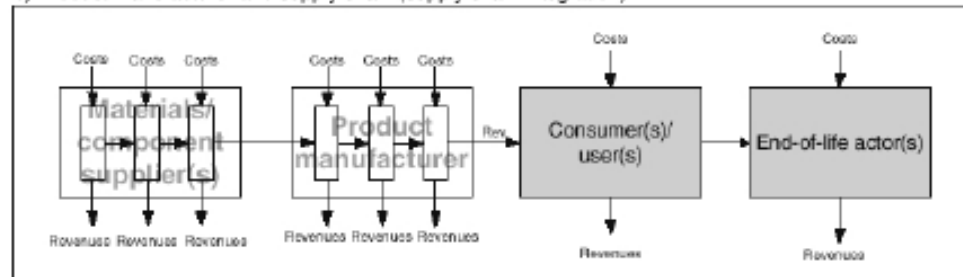 Costs Costs Costs Costs Costs Costs Costs Costs
Materials/
component
supplier(s)
Product
manufacturer
Rev.
Consumer(s)/
user(s)
End-of-life actor(s)
Revenues Revenues Revenues Revenues Revenues Revenues Revenues Revenues